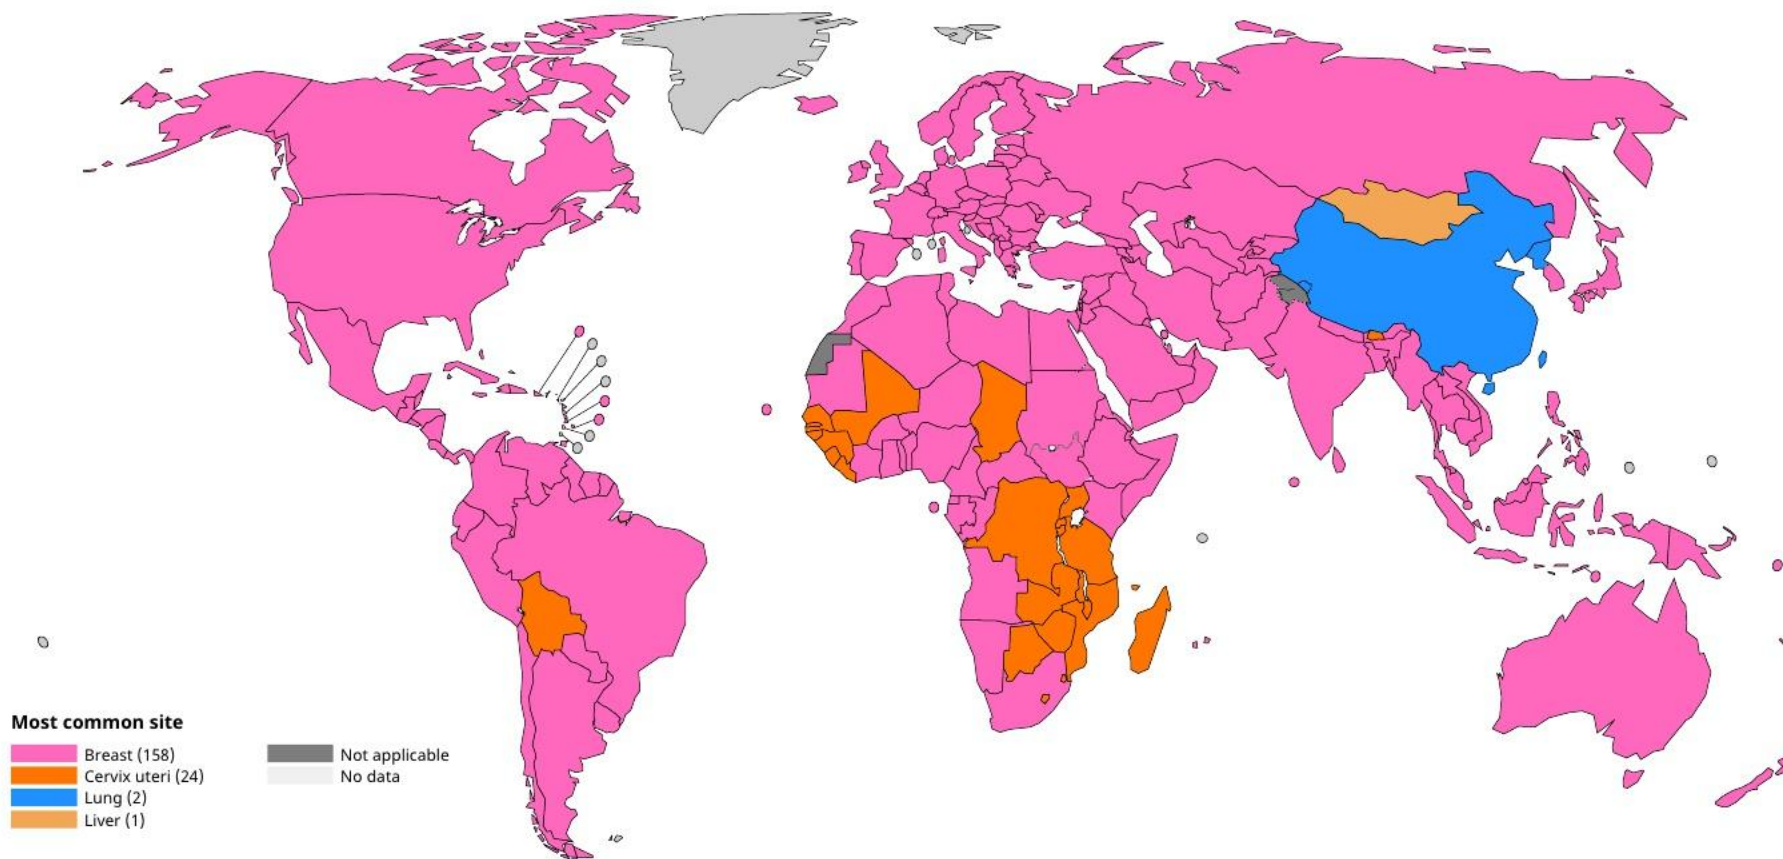 Most common site
Breast (158)
Cervix uteri (24)
Lung (2)
Liver (1)
Not applicable
No data